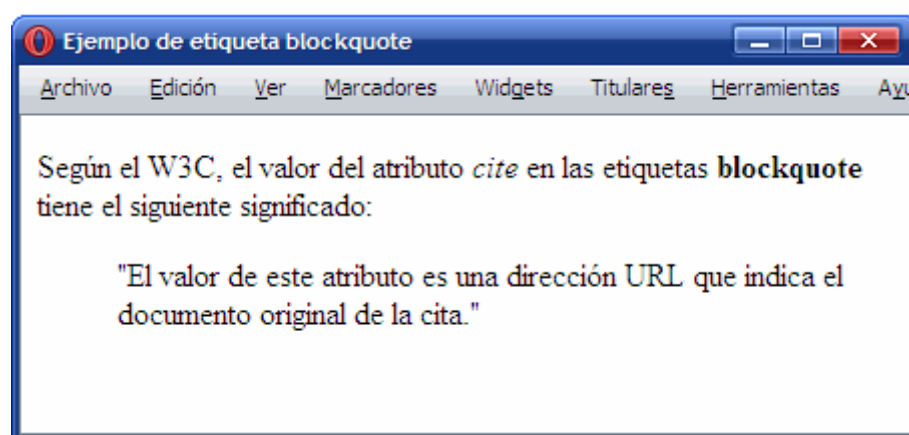 Ejemplo de etiqueta blockquote
Archivo Edición Ver Marcadores Widgets Titulares Herramientas Ayu
Según el W3C, el valor del atributo cite en las etiquetas blockquote
tiene el siguiente significado:
"El valor de este atributo es una dirección URL que indica el
documento original de la cita."